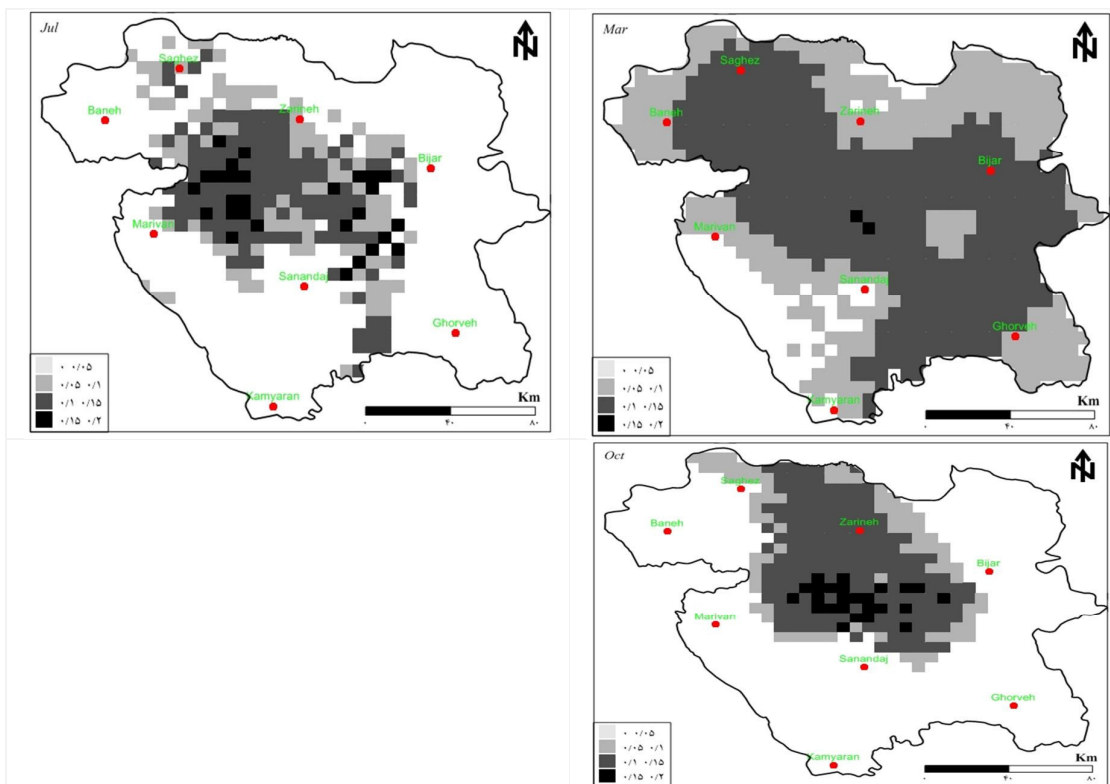 Jul
N
Saghez
Baneh
Zarineh
Bijar
Marivan
Sanandaj
Ghorveh
Kamyaran
۰ ۰/۰۵
۰/۰۵ ۰/۱
۰/۱ ۰/۱۵
۰/۱۵ ۰/۲
Km
۰ ۴۰ ۸۰
Mar
N
Saghez
Baneh
Zarineh
Bijar
Marivan
Sanandaj
Ghorveh
Kamyaran
۰ ۰/۰۵
۰/۰۵ ۰/۱
۰/۱ ۰/۱۵
۰/۱۵ ۰/۲
Km
۰ ۴۰ ۸۰
Oct
N
Saghez
Baneh
Zarineh
Bijar
Marivan
Sanandaj
Ghorveh
Kamyaran
۰ ۰/۰۵
۰/۰۵ ۰/۱
۰/۱ ۰/۱۵
۰/۱۵ ۰/۲
Km
۰ ۴۰ ۸۰